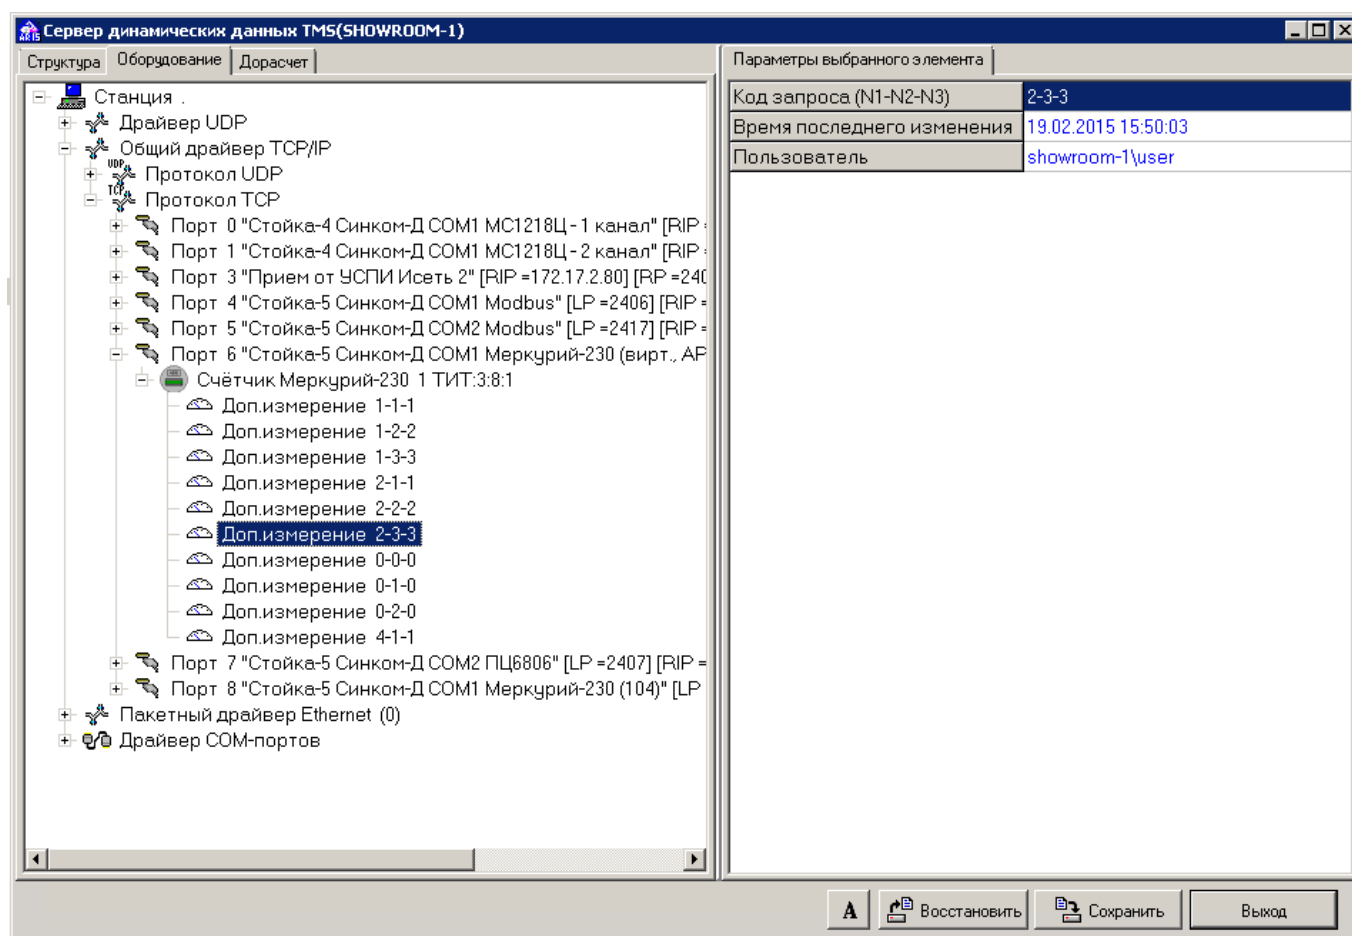 Сервер динамических данных TMS(SHOWROOM-1)
Структура Оборудование Дорасчет
Станция .
Драйвер UDP
Общий драйвер TCP/IP
Протокол UDP
Протокол TCP
Порт 0 "Стойка-4 Синком-Д COM1 МС1218Ц - 1 канал" [RIP =
Порт 1 "Стойка-4 Синком-Д COM1 МС1218Ц - 2 канал" [RIP =
Порт 3 "Прием от УСПИ Исеть 2" [RIP =172.17.2.80] [RP =240
Порт 4 "Стойка-5 Синком-Д COM1 Modbus" [LP =2406] [RIP =
Порт 5 "Стойка-5 Синком-Д COM2 Modbus" [LP =2417] [RIP =
Порт 6 "Стойка-5 Синком-Д COM1 Меркурий-230 (вирт., АР
Счётчик Меркурий-230 1 ТИТ:3:8:1
Доп.измерение 1-1-1
Доп.измерение 1-2-2
Доп.измерение 1-3-3
Доп.измерение 2-1-1
Доп.измерение 2-2-2
Доп.измерение 2-3-3
Доп.измерение 0-0-0
Доп.измерение 0-1-0
Доп.измерение 0-2-0
Доп.измерение 4-1-1
Порт 7 "Стойка-5 Синком-Д COM2 ПЦ6806" [LP =2407] [RIP =
Порт 8 "Стойка-5 Синком-Д COM1 Меркурий-230 (104)" [LP
Пакетный драйвер Ethernet (0)
Драйвер COM-портов
Параметры выбранного элемента
Код запроса (N1-N2-N3) 2-3-3
Время последнего изменения 19.02.2015 15:50:03
Пользователь showroom-1\user
A Восстановить Сохранить Выход